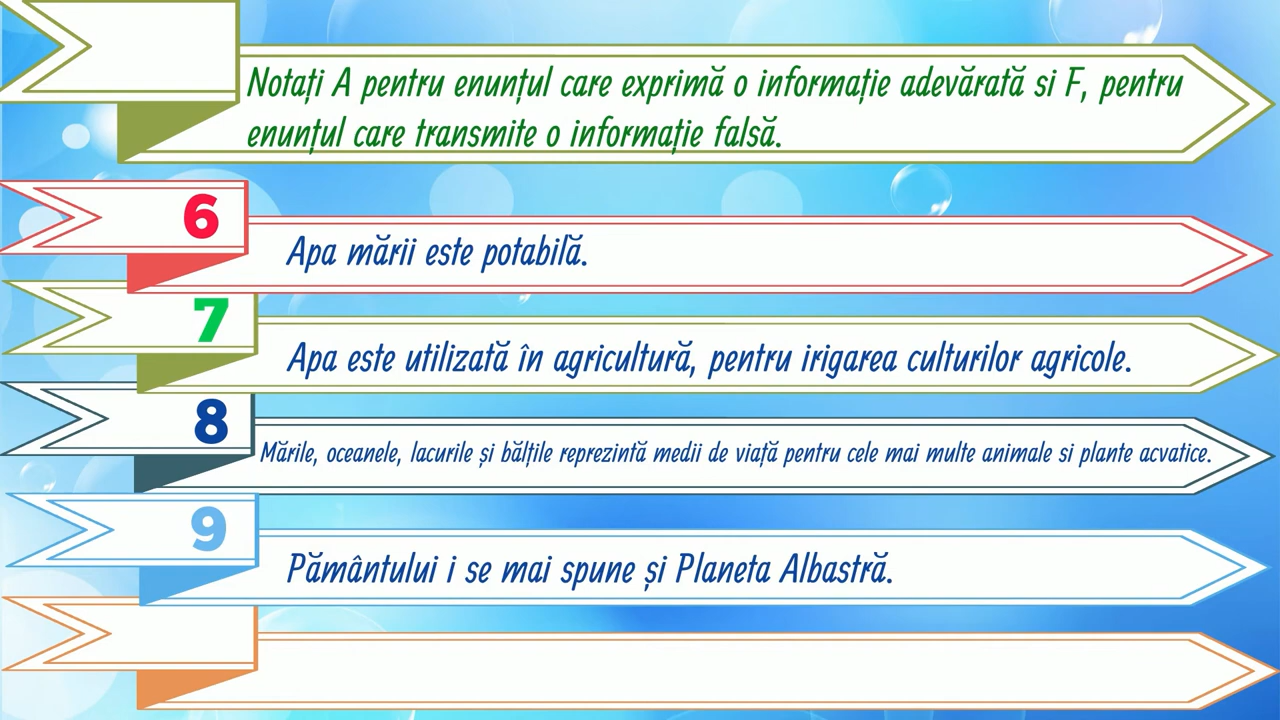 Notați A pentru enunțul care exprimă o informație adevărată si F, pentru
enunțul care transmite o informație falsă.
6
Apa mării este potabilă.
7
Apa este utilizată în agricultură, pentru irigarea culturilor agricole.
8
Mările, oceanele, lacurile și bălțile reprezintă medii de viață pentru cele mai multe animale si plante acvatice.
9
Pământului i se mai spune și Planeta Albastră.